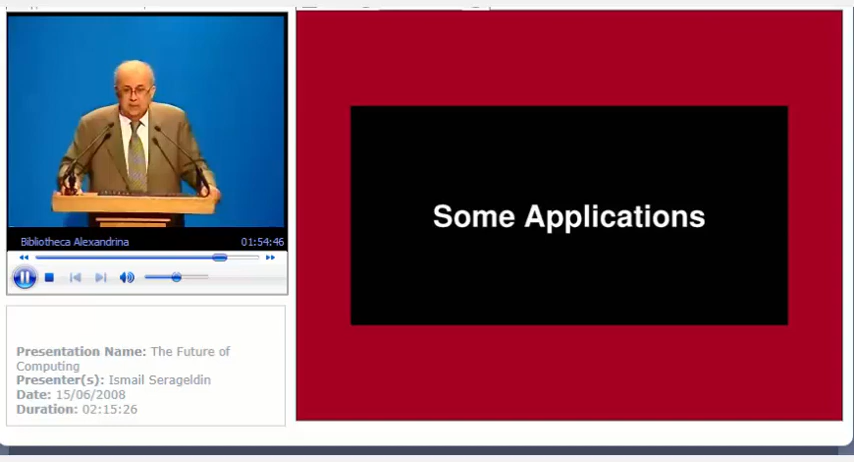 Bibliotheca Alexandrina 01:54:46
Some Applications
Presentation Name: The Future of
Computing
Presenter(s): Ismail Serageldin
Date: 15/06/2008
Duration: 02:15:26